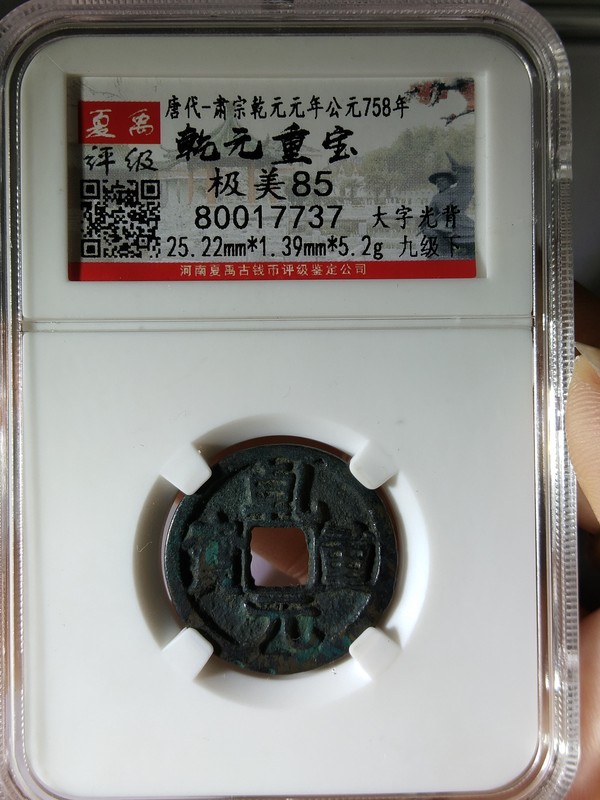 唐代-肃宗乾元元年公元758年
夏禹
评级
乾元重宝
极美85
80017737 大字光背
25.22mm*1.39mm*5.2g 九级下
河南夏禹古钱币评级鉴定公司
乾元重寶